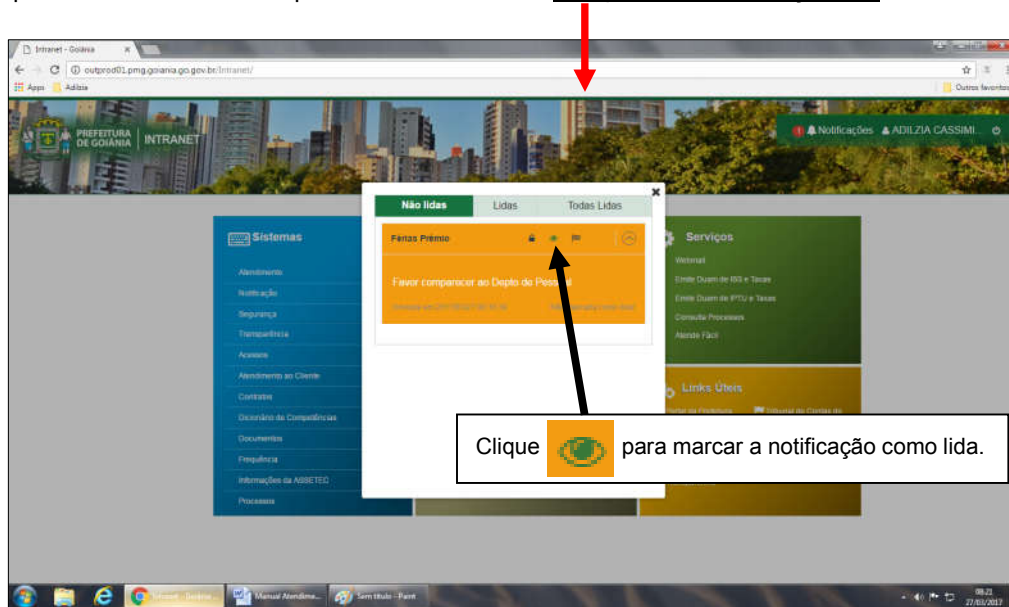 Intranet - Goiânia
outprod01.pmg.goiania.go.gov.br/Intranet/
Apps Adilzia Outros favoritos
PREFEITURA DE GOIÂNIA INTRANET
Notificações ADILZIA CASSIMI...
Não lidas Lidas Todas Lidas
Férias Prêmio
Favor comparecer ao Depto de Pessoal
Sistemas
Atendimento
Notificação
Segurança
Transparência
Acessos
Atendimento ao Cliente
Contratos
Dicionário de Competências
Documentos
Frequência
Informações da ASSETEC
Processos
Serviços
Webmail
Emite Duam de ISS e Taxas
Emite Duam de IPTU e Taxas
Consulta Processos
Atende Fácil
Links Úteis
Clique para marcar a notificação como lida.
Intranet - Goiânia ... Manual Atendime... Sem título - Paint
08:21
27/03/2017